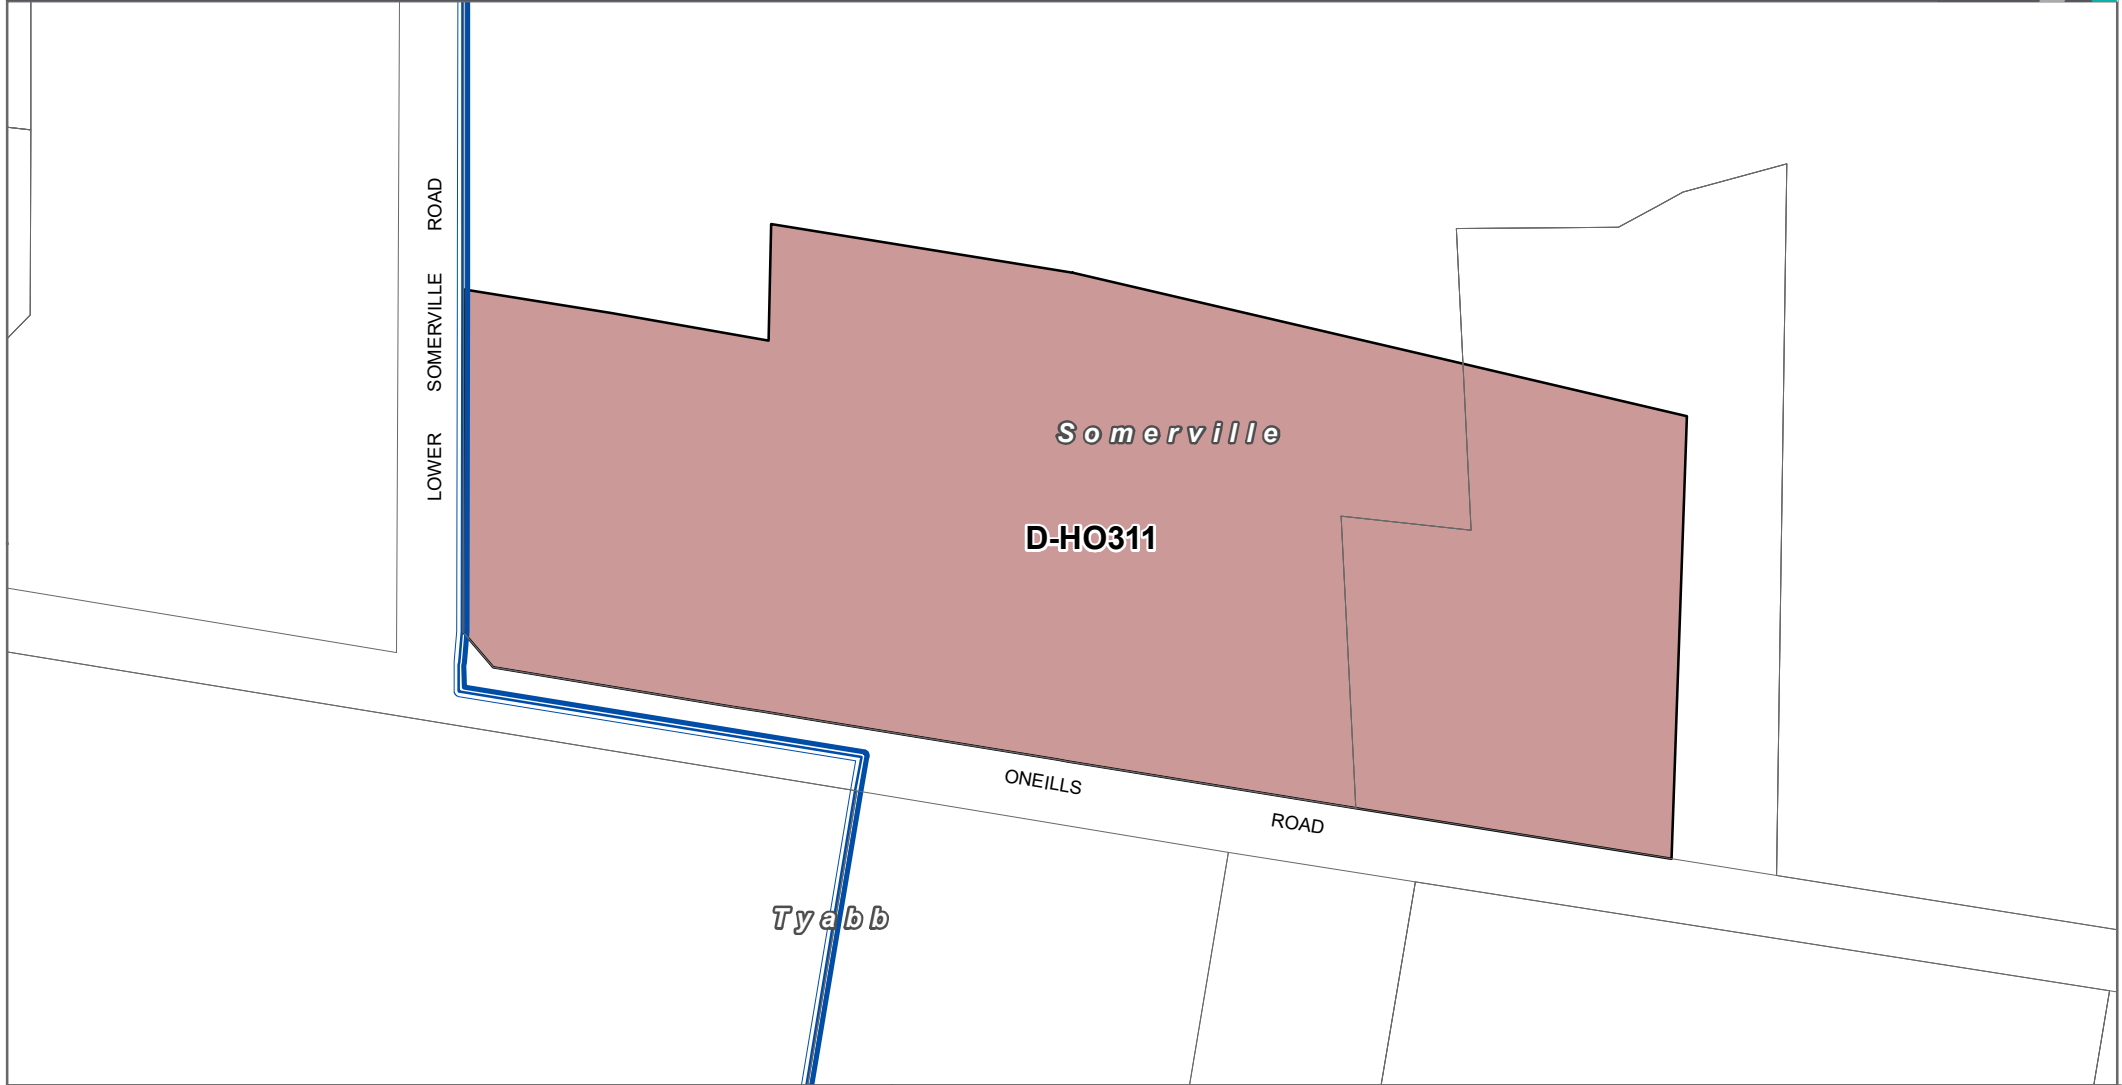 LOWER SOMERVILLE ROAD
Somerville
D-HO311
ONEILLS ROAD
Tyabb